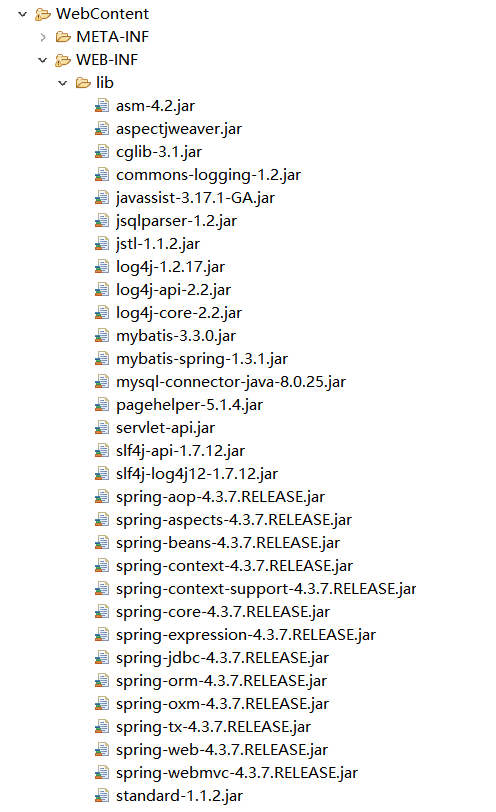 WebContent
META-INF
WEB-INF
lib
asm-4.2.jar
aspectjweaver.jar
cglib-3.1.jar
commons-logging-1.2.jar
javassist-3.17.1-GA.jar
jsqlparser-1.2.jar
jstl-1.1.2.jar
log4j-1.2.17.jar
log4j-api-2.2.jar
log4j-core-2.2.jar
mybatis-3.3.0.jar
mybatis-spring-1.3.1.jar
mysql-connector-java-8.0.25.jar
pagehelper-5.1.4.jar
servlet-api.jar
slf4j-api-1.7.12.jar
slf4j-log4j12-1.7.12.jar
spring-aop-4.3.7.RELEASE.jar
spring-aspects-4.3.7.RELEASE.jar
spring-beans-4.3.7.RELEASE.jar
spring-context-4.3.7.RELEASE.jar
spring-context-support-4.3.7.RELEASE.jar
spring-core-4.3.7.RELEASE.jar
spring-expression-4.3.7.RELEASE.jar
spring-jdbc-4.3.7.RELEASE.jar
spring-orm-4.3.7.RELEASE.jar
spring-oxm-4.3.7.RELEASE.jar
spring-tx-4.3.7.RELEASE.jar
spring-web-4.3.7.RELEASE.jar
spring-webmvc-4.3.7.RELEASE.jar
standard-1.1.2.jar